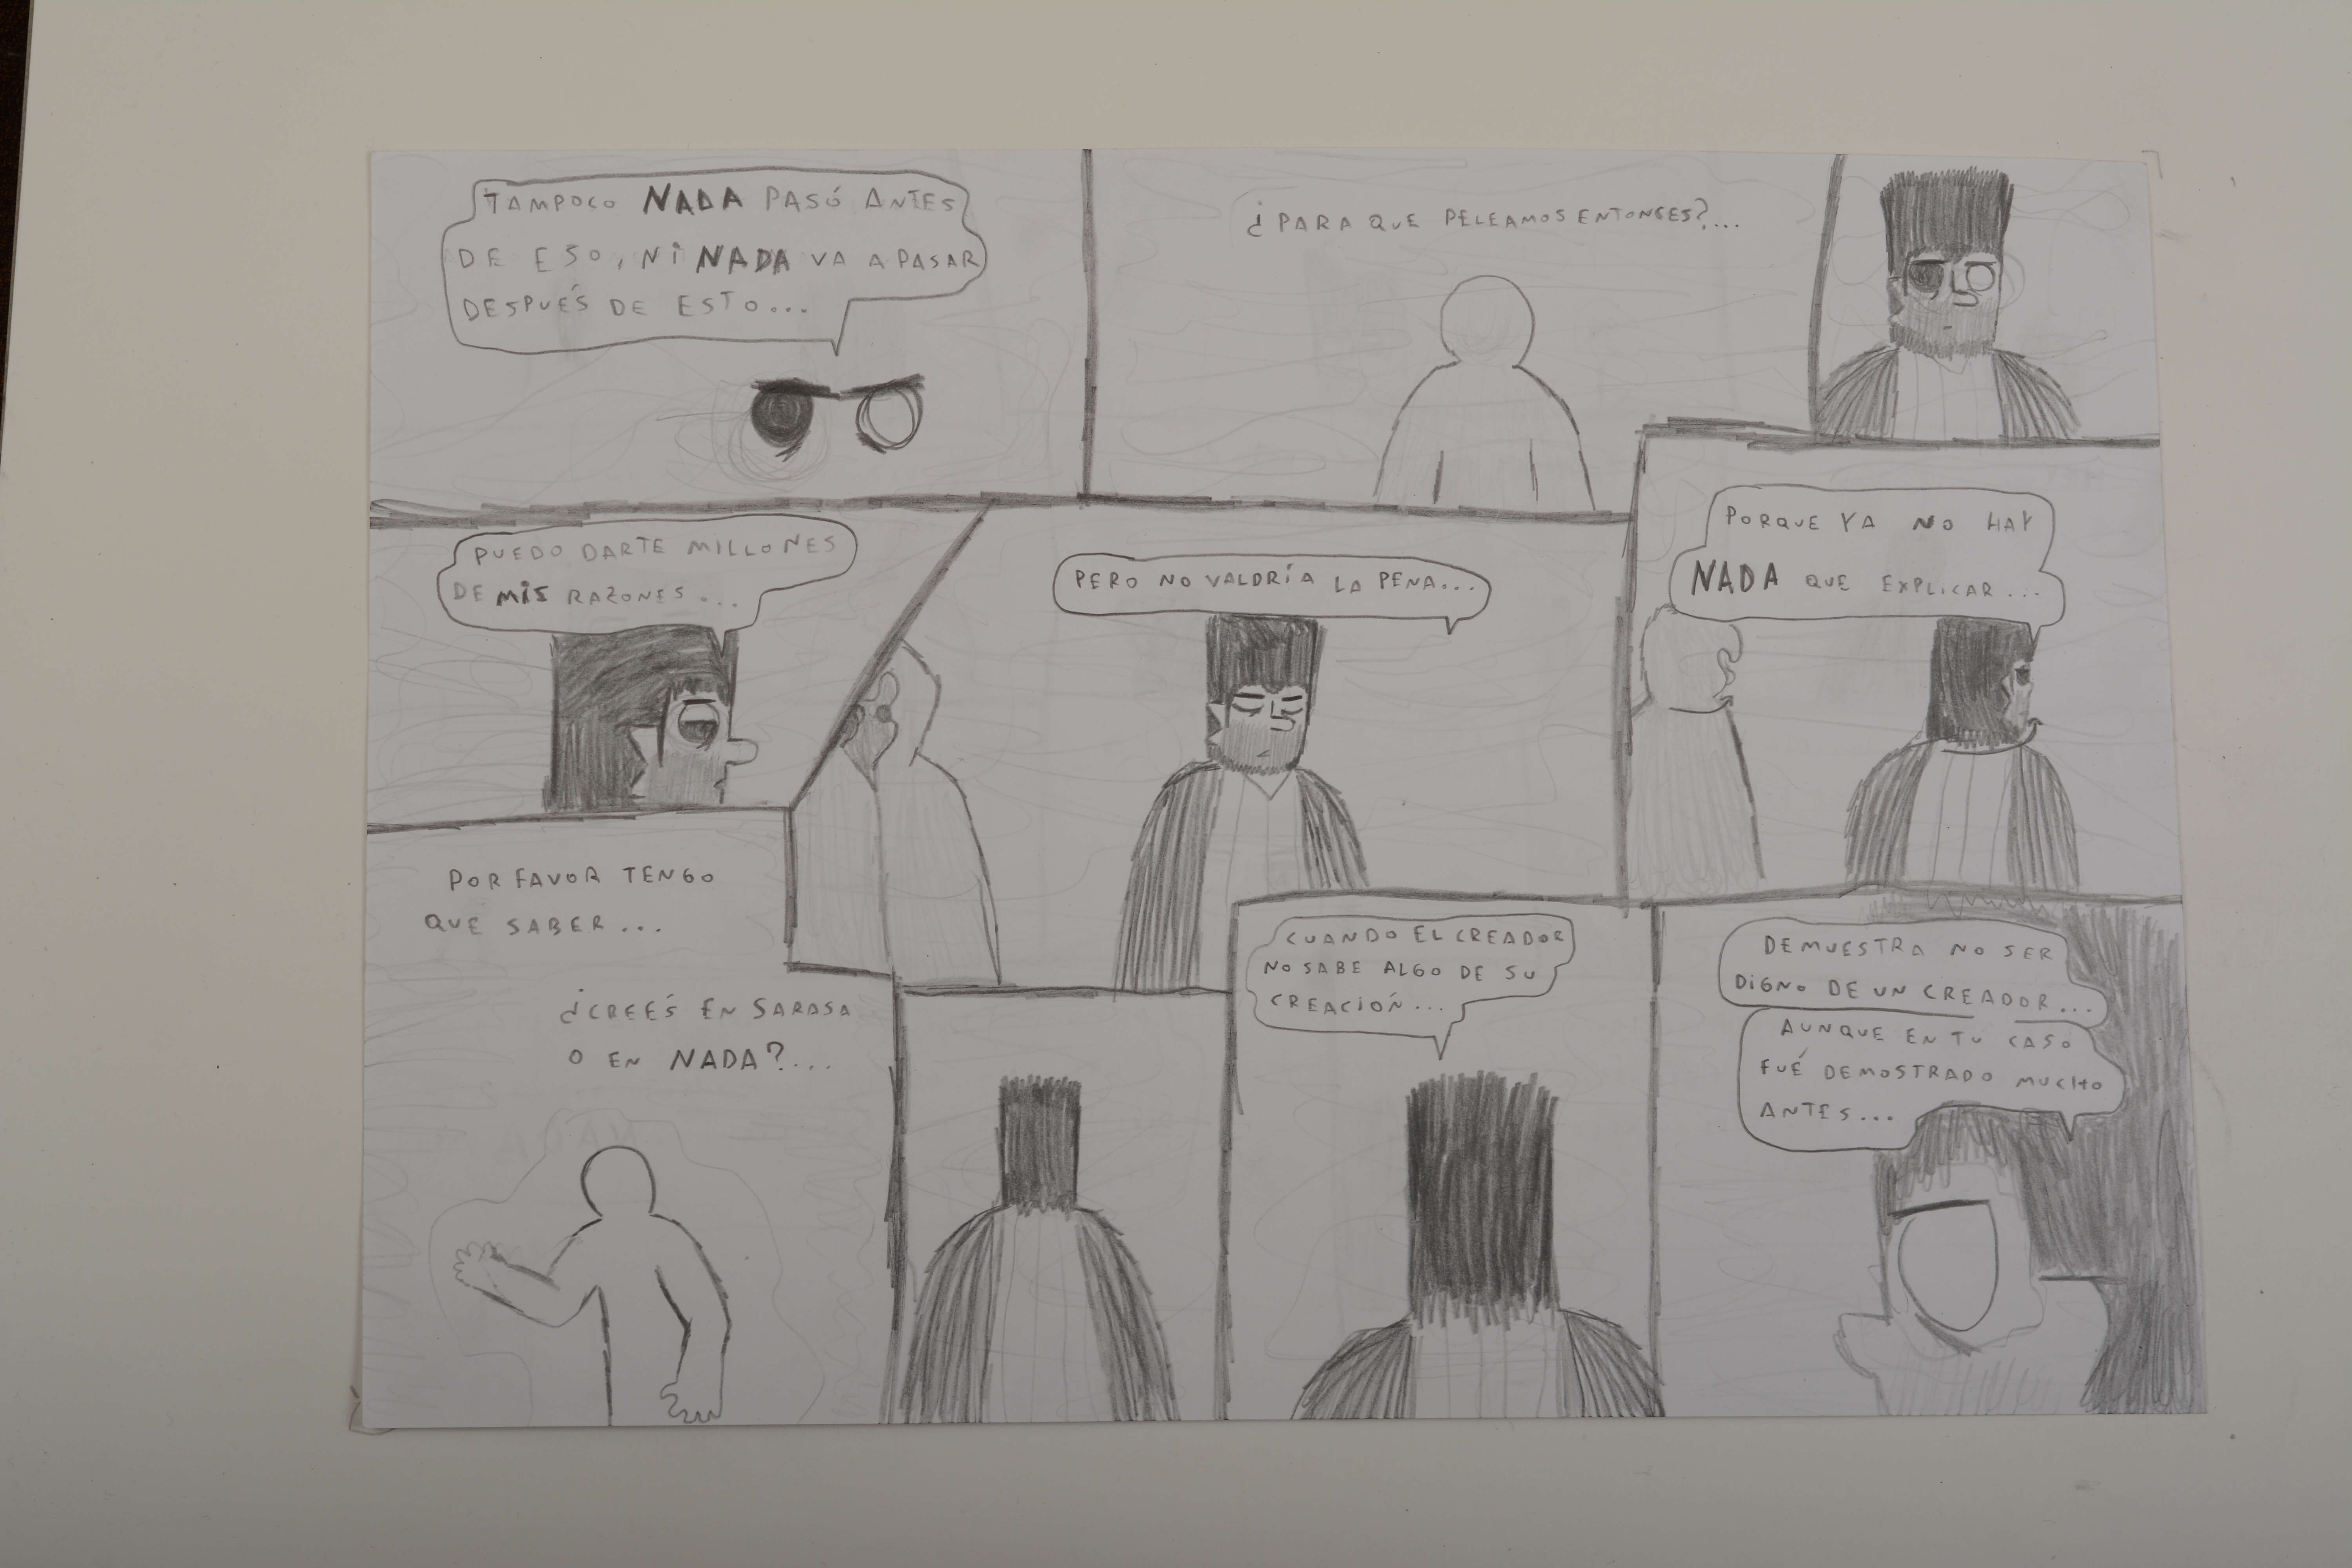 TAMPOCO NADA PASÓ ANTES
DE ESO, NI NADA VA A PASAR
DESPUÉS DE ESTO...
¿PARA QUE PELEAMOS ENTONSES?...
PUEDO DARTE MILLONES
DE MIS RAZONES...
PERO NO VALDRÍA LA PENA...
PORQUE YA NO HAY
NADA QUE EXPLICAR...
POR FAVOR TENGO
QUE SABER...
¿CREÉS EN SARASA
O EN NADA?...
CUANDO EL CREADOR
NO SABE ALGO DE SU
CREACIÓN...
DEMUESTRA NO SER
DIGNO DE UN CREADOR...
AUNQUE EN TU CASO
FUÉ DEMOSTRADO MUCHO
ANTES...